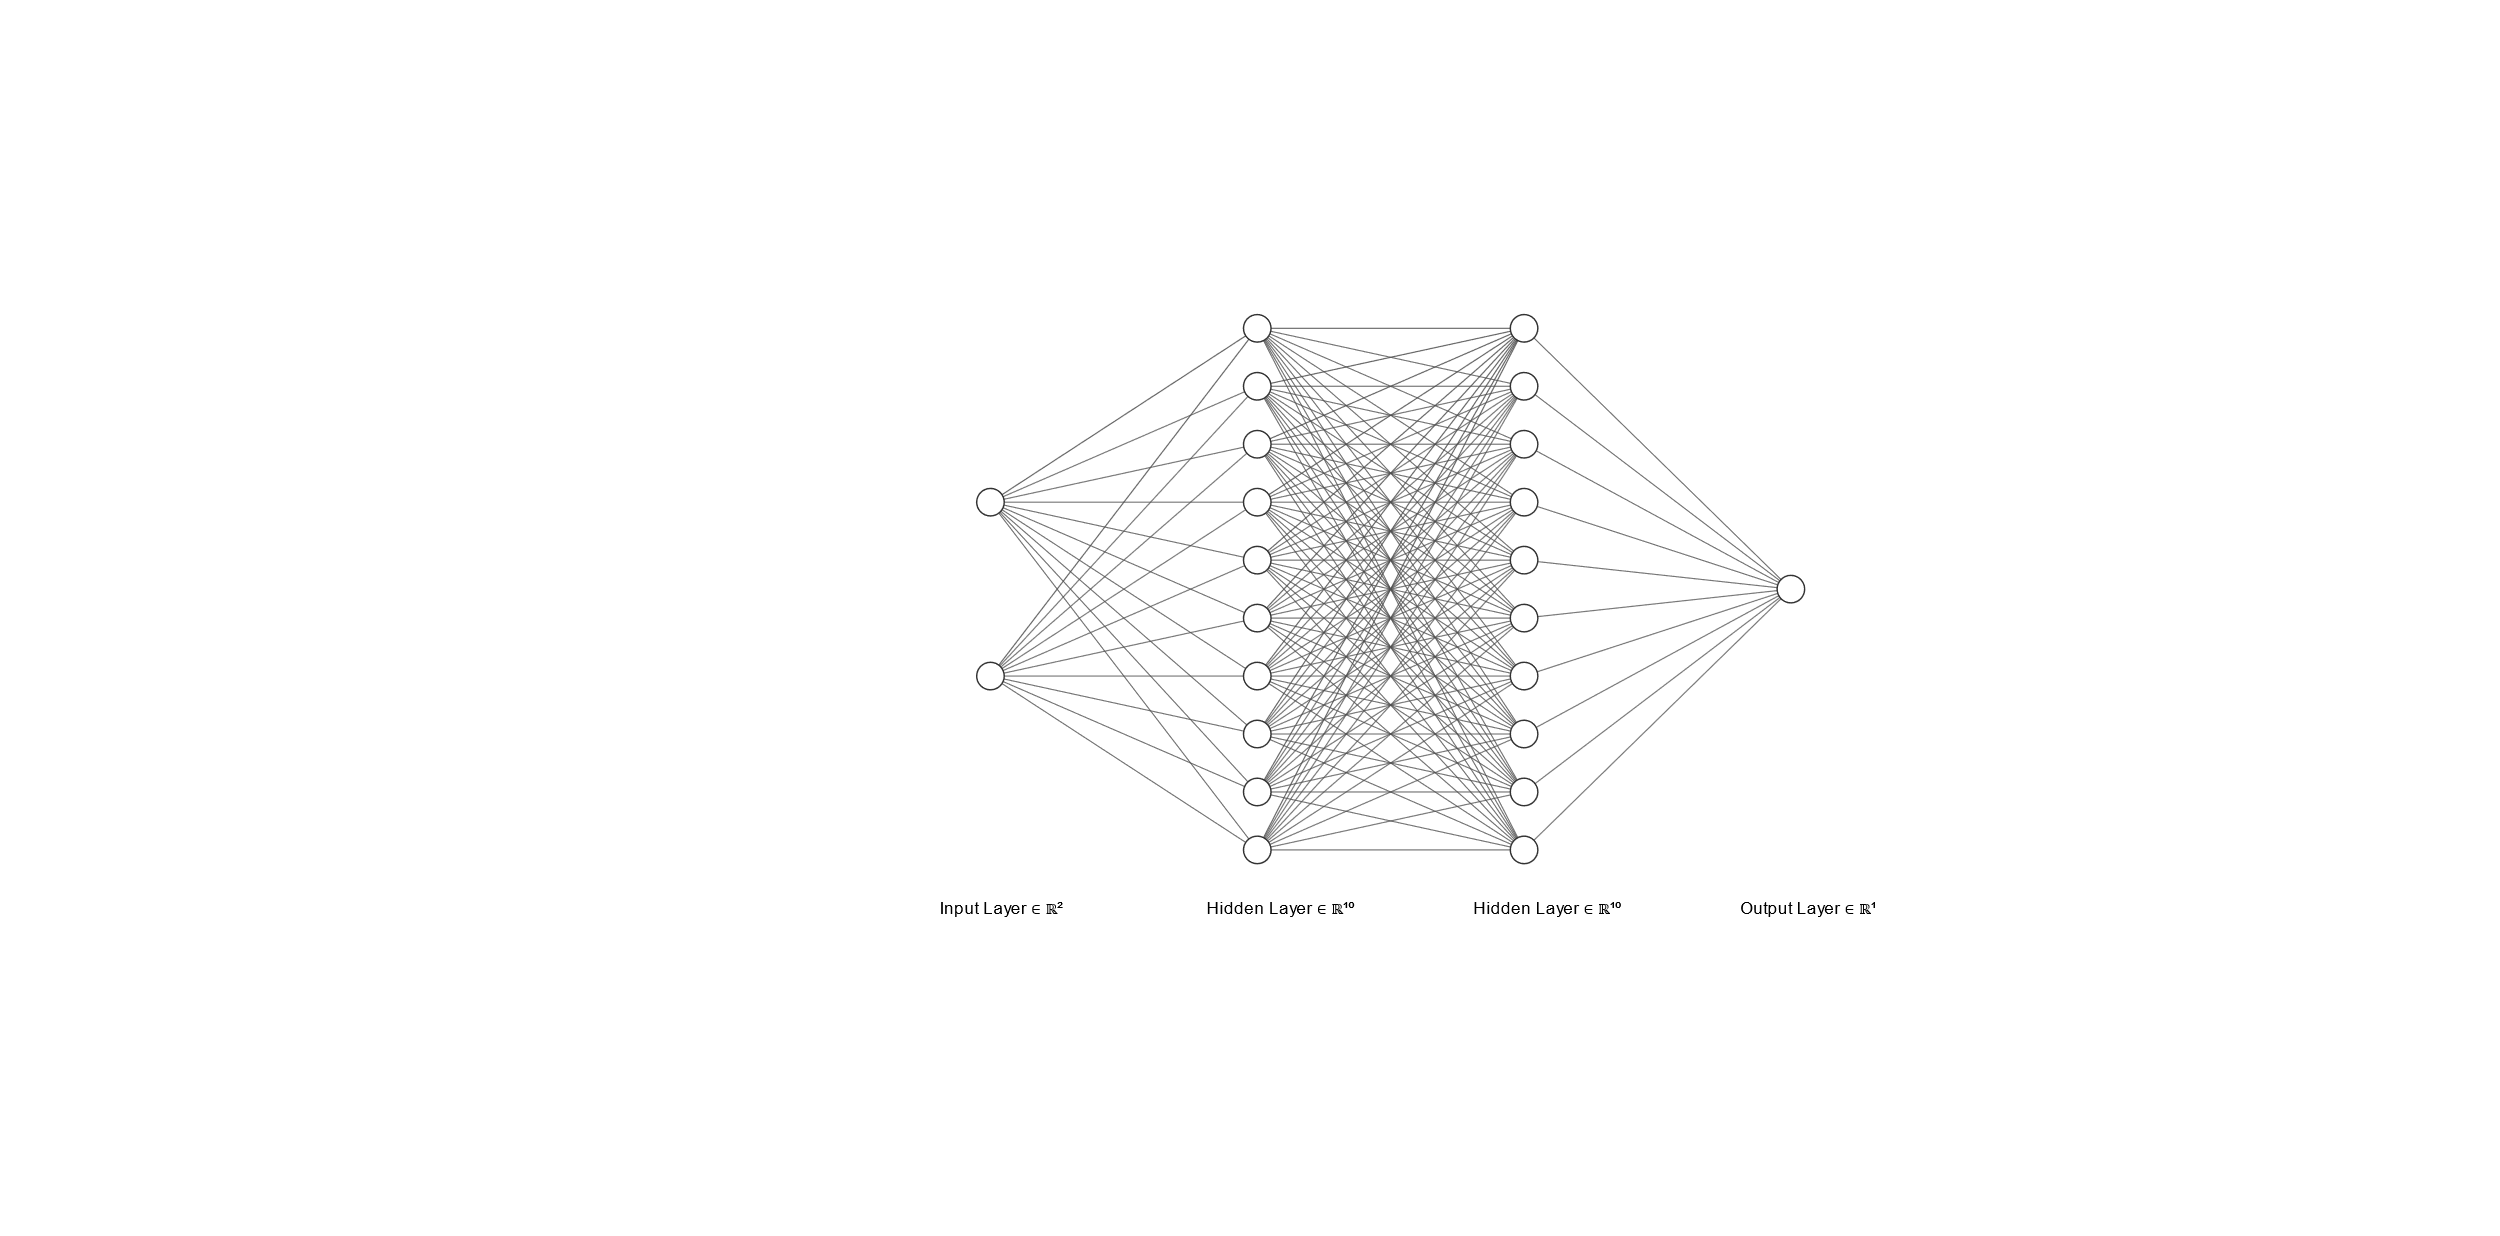 Input Layer ∈ ℝ²
Hidden Layer ∈ ℝ¹⁰
Hidden Layer ∈ ℝ¹⁰
Output Layer ∈ ℝ¹